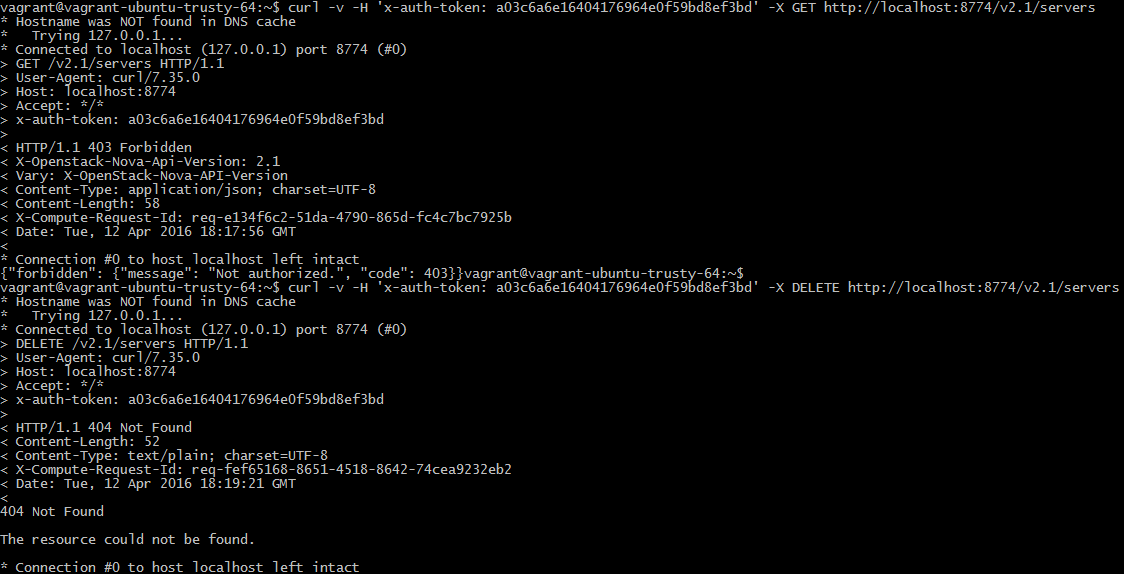 vagrant@vagrant-ubuntu-trusty-64:~$ curl -v -H 'x-auth-token: a03c6a6e16404176964e0f59bd8ef3bd' -X GET http://localhost:8774/v2.1/servers
* Hostname was NOT found in DNS cache
*   Trying 127.0.0.1...
* Connected to localhost (127.0.0.1) port 8774 (#0)
> GET /v2.1/servers HTTP/1.1
> User-Agent: curl/7.35.0
> Host: localhost:8774
> Accept: */*
> x-auth-token: a03c6a6e16404176964e0f59bd8ef3bd
>
< HTTP/1.1 403 Forbidden
< X-Openstack-Nova-Api-Version: 2.1
< Vary: X-OpenStack-Nova-API-Version
< Content-Type: application/json; charset=UTF-8
< Content-Length: 58
< X-Compute-Request-Id: req-e134f6c2-51da-4790-865d-fc4c7bc7925b
< Date: Tue, 12 Apr 2016 18:17:56 GMT
<
* Connection #0 to host localhost left intact
{"forbidden": {"message": "Not authorized.", "code": 403}}vagrant@vagrant-ubuntu-trusty-64:~$
vagrant@vagrant-ubuntu-trusty-64:~$ curl -v -H 'x-auth-token: a03c6a6e16404176964e0f59bd8ef3bd' -X DELETE http://localhost:8774/v2.1/servers
* Hostname was NOT found in DNS cache
*   Trying 127.0.0.1...
* Connected to localhost (127.0.0.1) port 8774 (#0)
> DELETE /v2.1/servers HTTP/1.1
> User-Agent: curl/7.35.0
> Host: localhost:8774
> Accept: */*
> x-auth-token: a03c6a6e16404176964e0f59bd8ef3bd
>
< HTTP/1.1 404 Not Found
< Content-Length: 52
< Content-Type: text/plain; charset=UTF-8
< X-Compute-Request-Id: req-fef65168-8651-4518-8642-74cea9232eb2
< Date: Tue, 12 Apr 2016 18:19:21 GMT
<
404 Not Found

The resource could not be found.

* Connection #0 to host localhost left intact